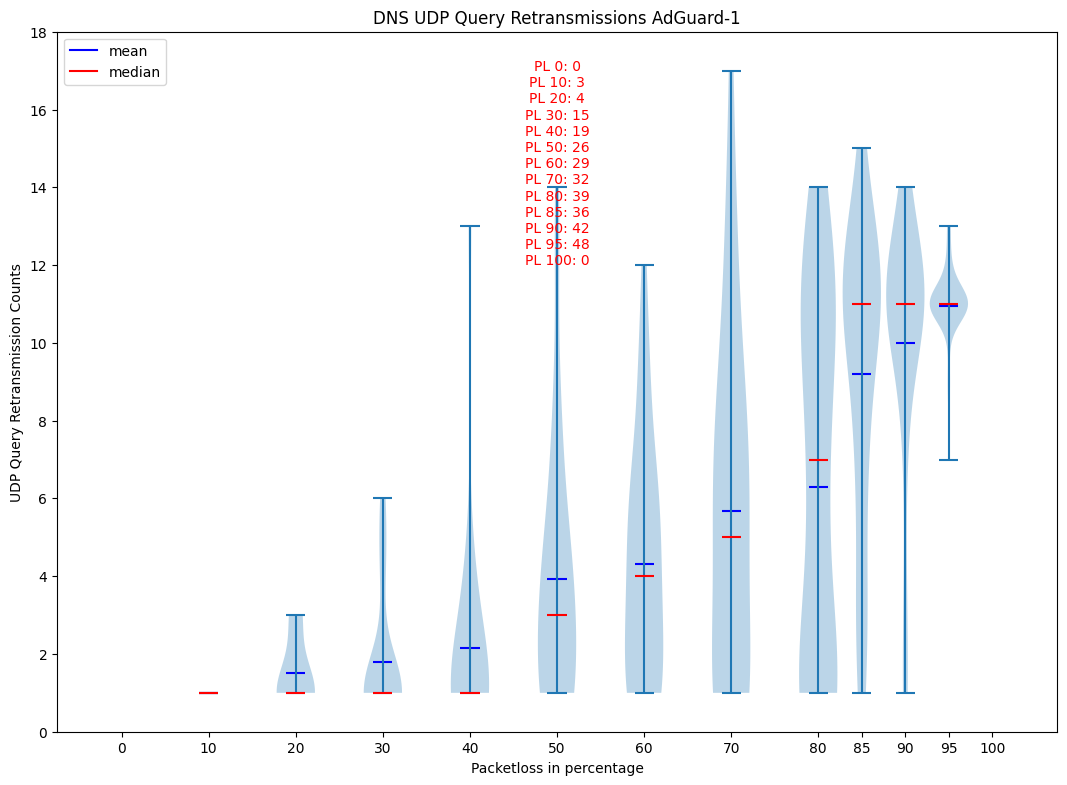 DNS UDP Query Retransmissions AdGuard-1
mean
median
PL 0: 0
PL 10: 3
PL 20: 4
PL 30: 15
PL 40: 19
PL 50: 26
PL 60: 29
PL 70: 32
PL 80: 39
PL 85: 36
PL 90: 42
PL 95: 48
PL 100: 0
UDP Query Retransmission Counts
18
16
14
12
10
8
6
4
2
0
0 10 20 30 40 50 60 70 80 85 90 95 100
Packetloss in percentage